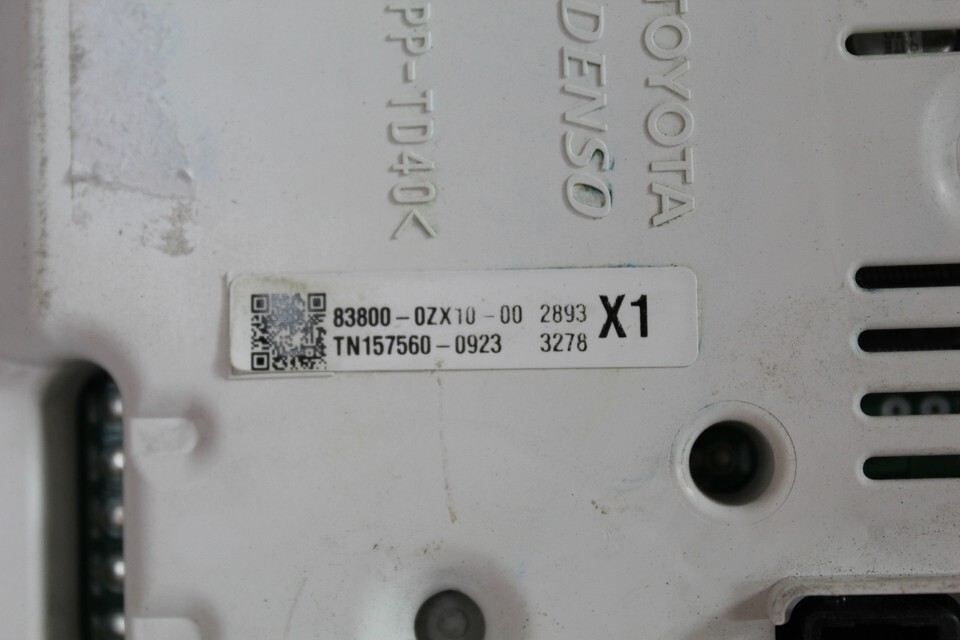 PP-TD40<
DENSO
TOYOTA
83800-0ZX10-00 2893 X1
TN157560-0923 3278